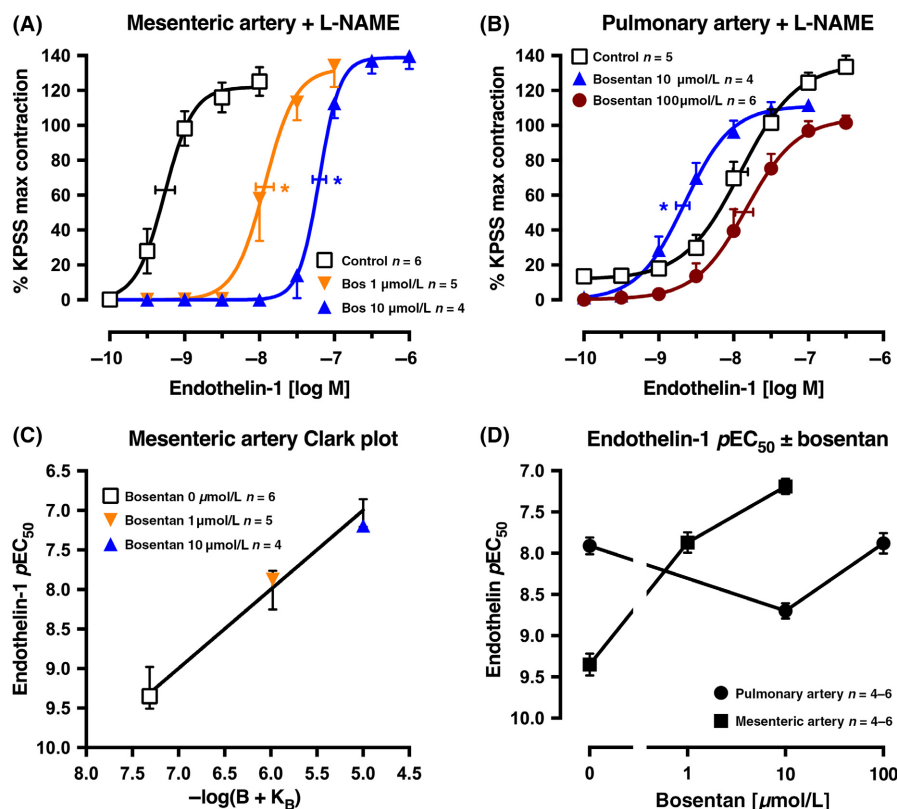 (A) Mesenteric artery + L-NAME
% KPSS max contraction
140
120
100
80
60
40
20
0
*
*
Control n = 6
Bos 1 µmol/L n = 5
Bos 10 µmol/L n = 4
–10 –9 –8 –7 –6
Endothelin-1 [log M]
(B) Pulmonary artery + L-NAME
% KPSS max contraction
140
120
100
80
60
40
20
0
Control n = 5
Bosentan 10 µmol/L n = 4
Bosentan 100µmol/L n = 6
*
–10 –9 –8 –7 –6
Endothelin-1 [log M]
(C) Mesenteric artery Clark plot
Endothelin-1 pEC50
6.5
7.0
7.5
8.0
8.5
9.0
9.5
10.0
Bosentan 0 µmol/L n = 6
Bosentan 1µmol/L n = 5
Bosentan 10 µmol/L n = 4
8.0 7.5 7.0 6.5 6.0 5.5 5.0 4.5
–log(B + KB)
(D) Endothelin-1 pEC50 ± bosentan
Endothelin pEC50
7.0
7.5
8.0
8.5
9.0
9.5
10.0
Pulmonary artery n = 4–6
Mesenteric artery n = 4–6
0 1 10 100
Bosentan [µmol/L]